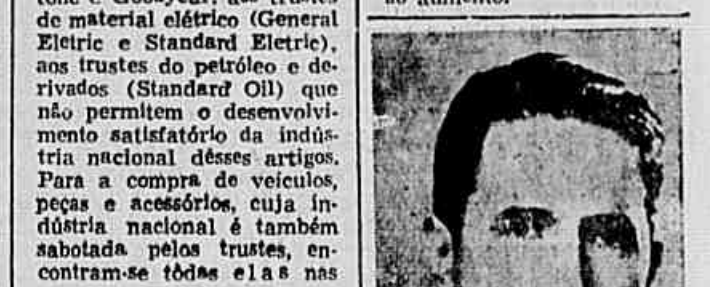 de material elétrico (General
Eletric e Standard Eletric),
aos trustes do petróleo e de-
rivados (Standard Oil) que
não permitem o desenvolvi-
mento satisfatório da indús-
tria nacional dêsses artigos.
Para a compra de veículos,
peças e acessórios, cuja in-
dústria nacional é também
sabotada pelos trustes, en-
contram-se tôdas elas nas
ao aumento.